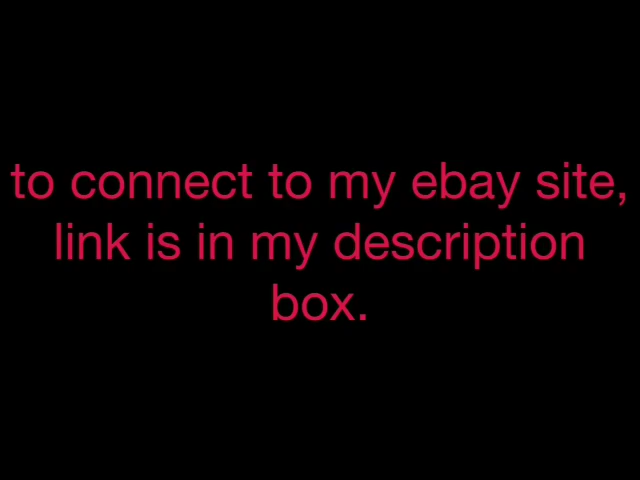 to connect to my ebay site,
link is in my description
box.